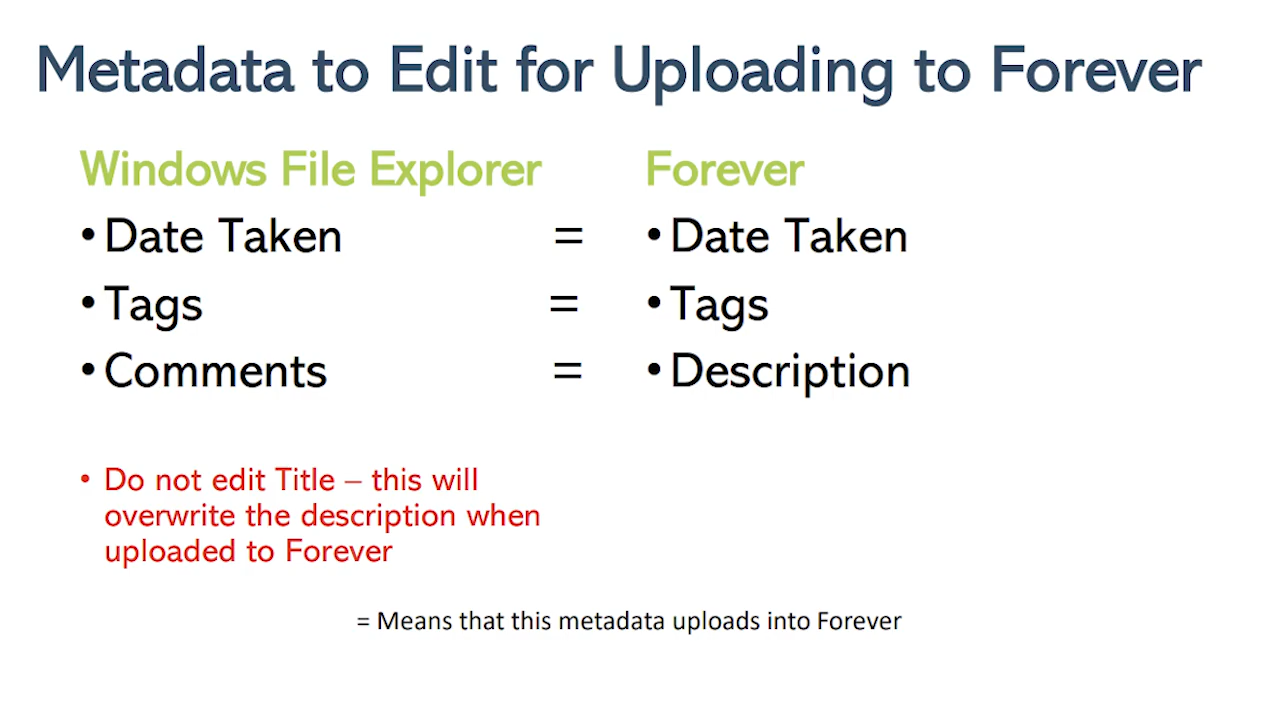 Metadata to Edit for Uploading to Forever
Windows File Explorer Forever
•Date Taken = •Date Taken
•Tags = •Tags
•Comments = •Description
• Do not edit Title – this will
overwrite the description when
uploaded to Forever
= Means that this metadata uploads into Forever